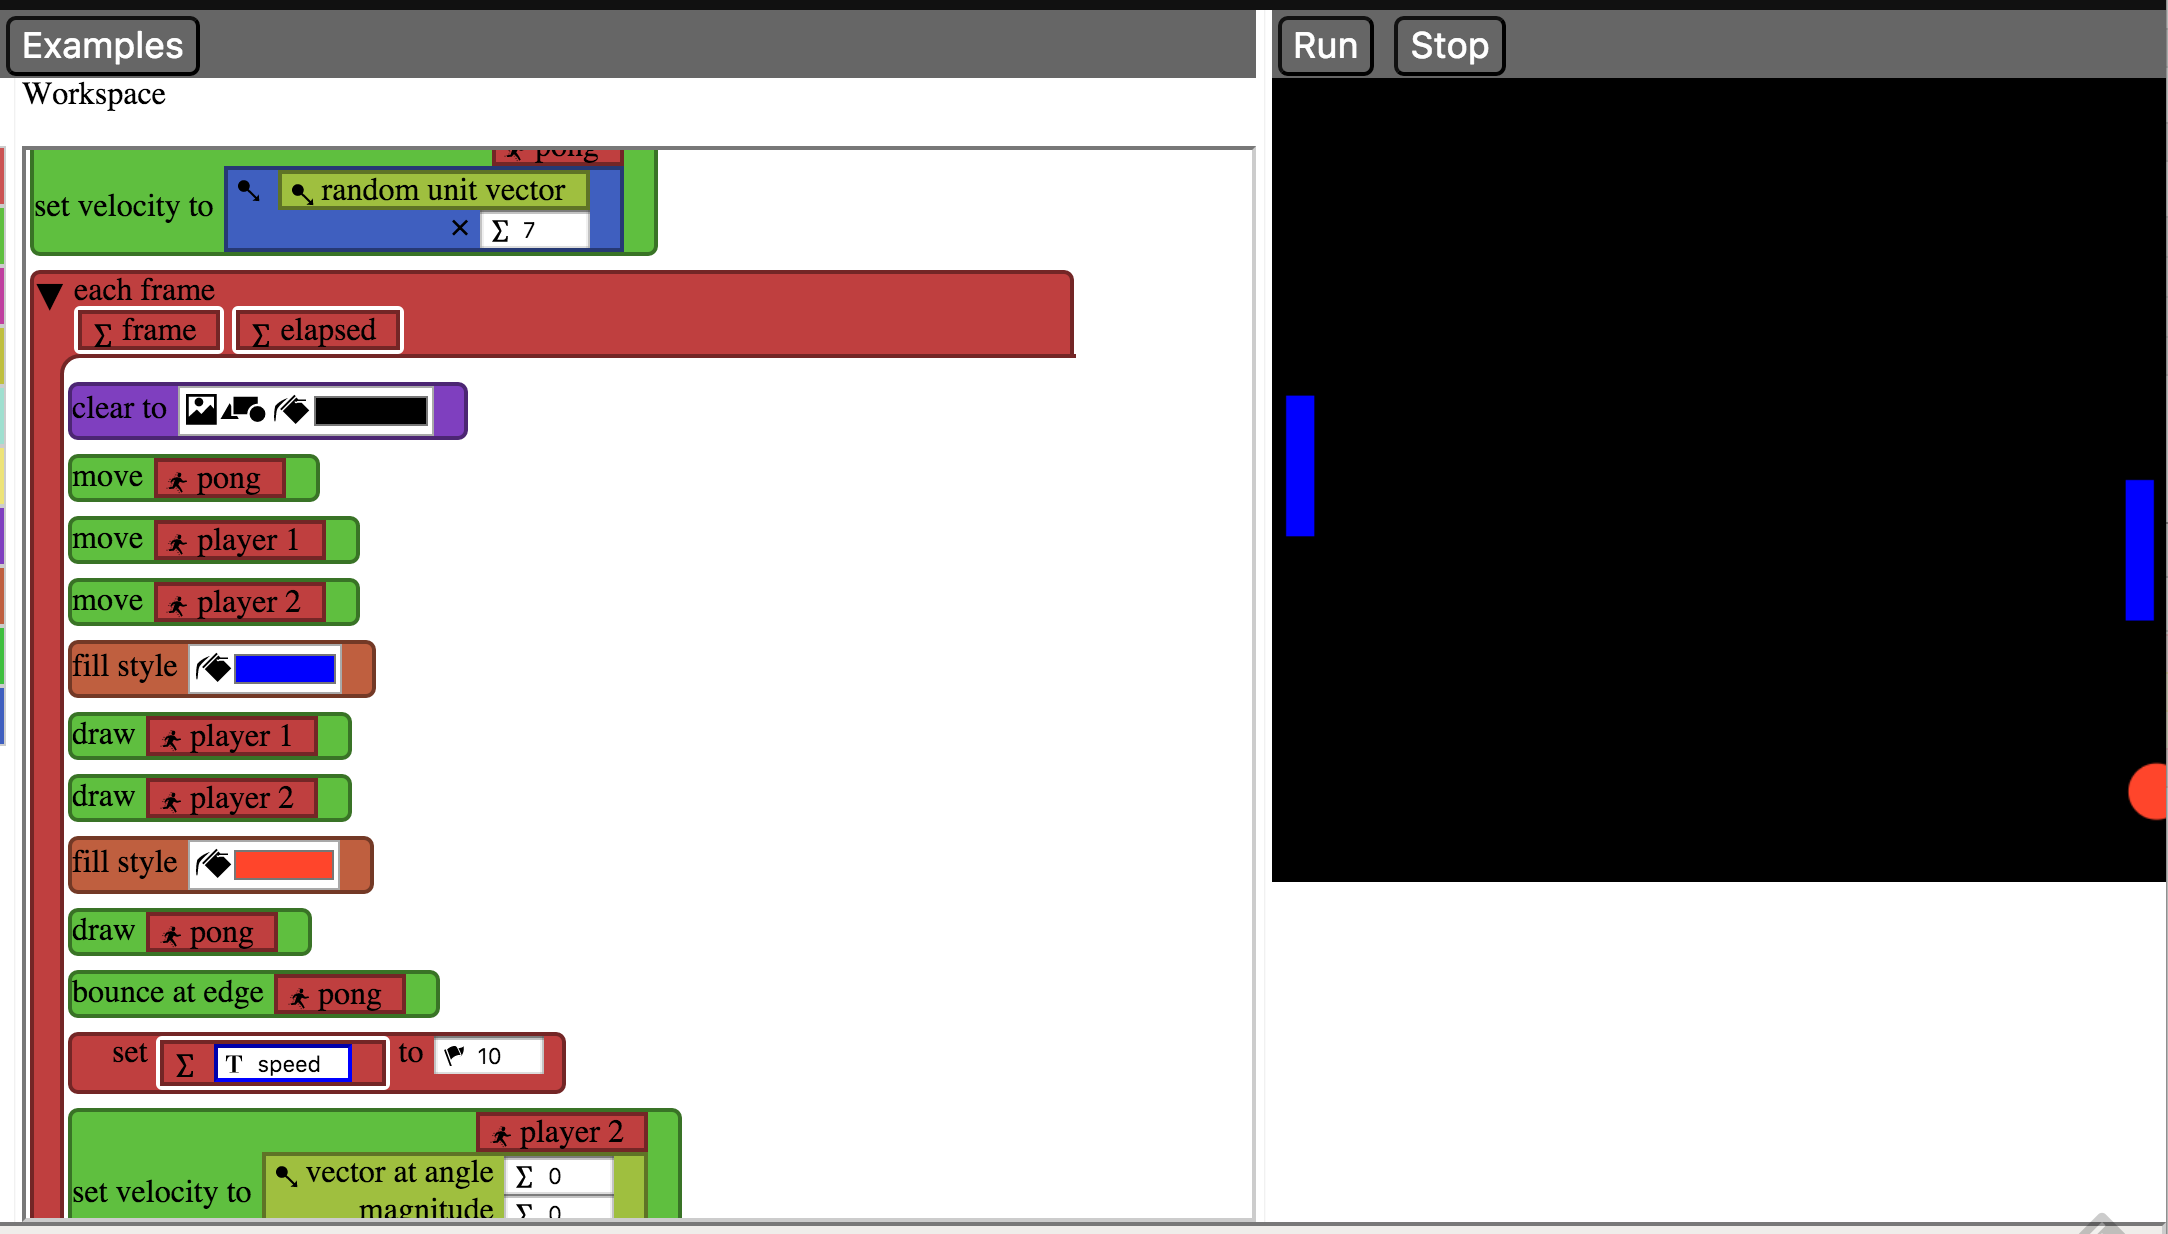 Examples
Run Stop
Workspace
pong
set velocity to random unit vector
× Σ 7
each frame
Σ frame Σ elapsed
clear to
move pong
move player 1
move player 2
fill style
draw player 1
draw player 2
fill style
draw pong
bounce at edge pong
set Σ T speed to 10
player 2
set velocity to vector at angle Σ 0
magnitude Σ 0